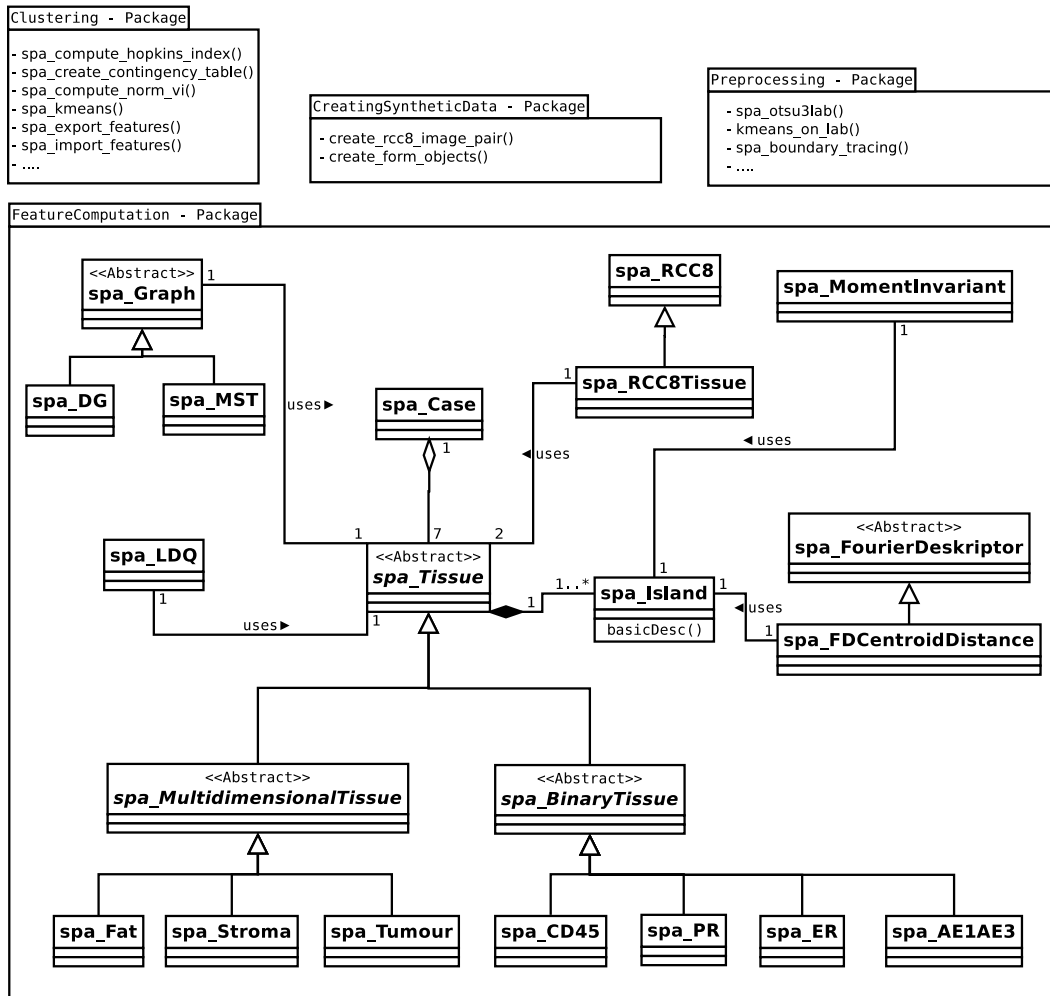 Clustering - Package
- spa_compute_hopkins_index()
- spa_create_contingency_table()
- spa_compute_norm_vi()
- spa_kmeans()
- spa_export_features()
- spa_import_features()
- ....
CreatingSyntheticData - Package
- create_rcc8_image_pair()
- create_form_objects()
Preprocessing - Package
- spa_otsu3lab()
- kmeans_on_lab()
- spa_boundary_tracing()
- ....
FeatureComputation - Package
<<Abstract>>
spa_Graph
1
spa_RCC8
spa_MomentInvariant
1
spa_DG
spa_MST
uses ►
spa_Case
1
1
spa_RCC8Tissue
◄ uses
◄ uses
1
7
2
<<Abstract>>
spa_Tissue
spa_LDQ
1
uses ►
1
1
1..*
1
spa_Island
basicDesc()
1
◄ uses
1
<<Abstract>>
spa_FourierDeskriptor
spa_FDCentroidDistance
<<Abstract>>
spa_MultidimensionalTissue
<<Abstract>>
spa_BinaryTissue
spa_Fat
spa_Stroma
spa_Tumour
spa_CD45
spa_PR
spa_ER
spa_AE1AE3